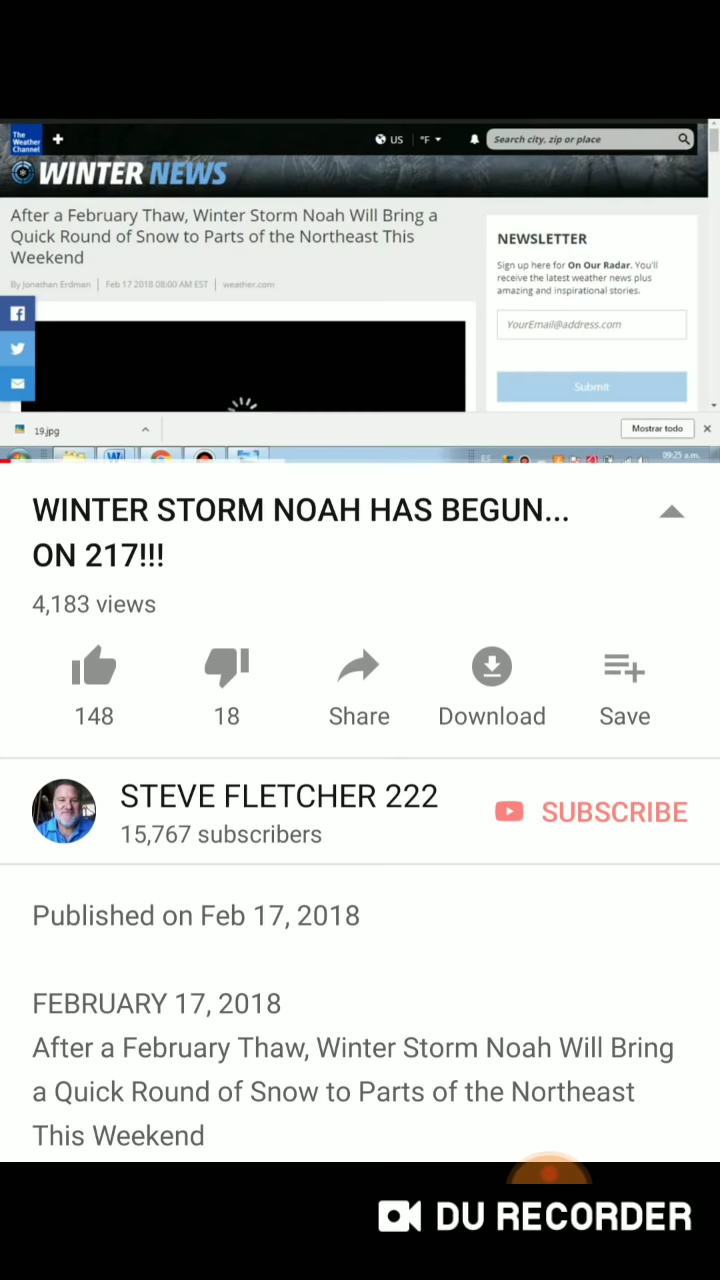 The
Weather
Channel
US
°F
Search city, zip or place
WINTER NEWS
After a February Thaw, Winter Storm Noah Will Bring a
Quick Round of Snow to Parts of the Northeast This
Weekend
By Jonathan Erdman | Feb 17 2018 08:00 AM EST | weather.com
NEWSLETTER
Sign up here for On Our Radar. You'll
receive the latest weather news plus
amazing and inspirational stories.
YourEmail@address.com
Submit
19.jpg
Mostrar todo
ES
09:25 a.m.
WINTER STORM NOAH HAS BEGUN...
ON 217!!!
4,183 views
148
18
Share
Download
Save
STEVE FLETCHER 222
15,767 subscribers
SUBSCRIBE
Published on Feb 17, 2018
FEBRUARY 17, 2018
After a February Thaw, Winter Storm Noah Will Bring
a Quick Round of Snow to Parts of the Northeast
This Weekend
DU RECORDER